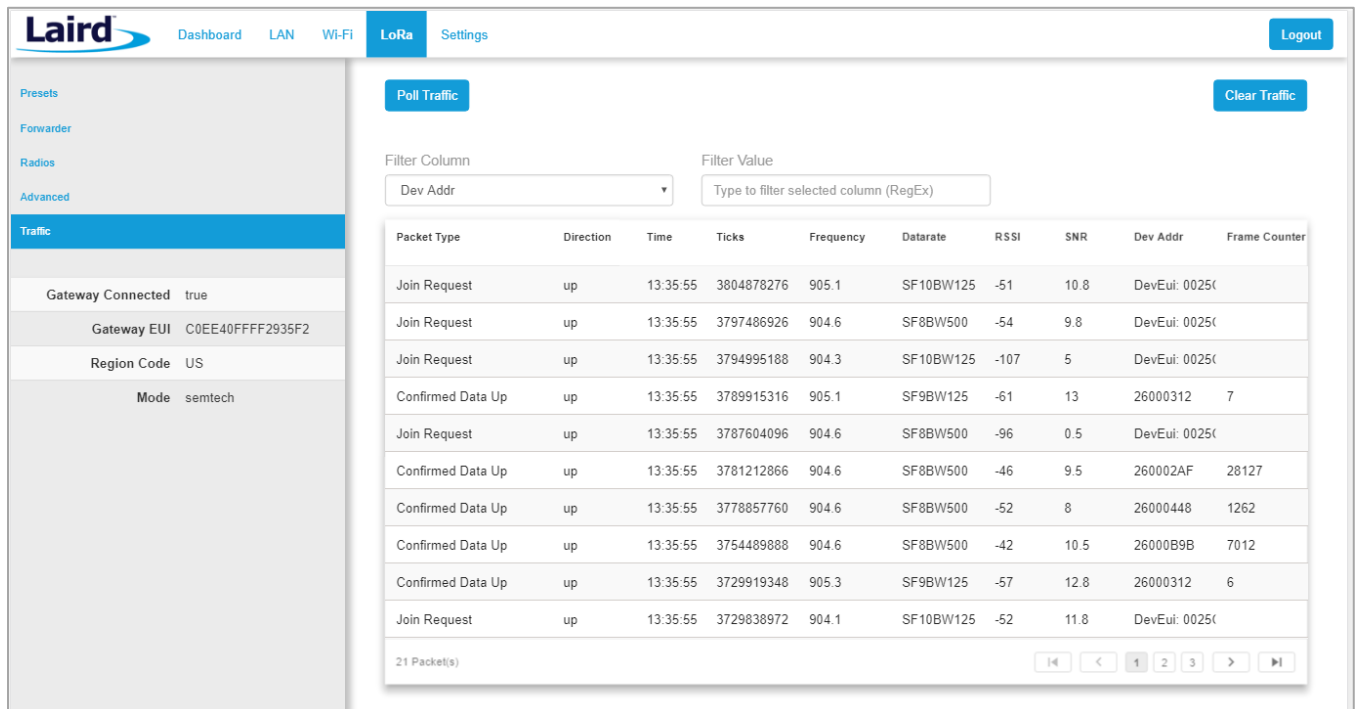 Laird Dashboard LAN Wi-Fi LoRa Settings Logout
Presets
Forwarder
Radios
Advanced
Traffic
Gateway Connected true
Gateway EUI C0EE40FFFF2935F2
Region Code US
Mode semtech
Poll Traffic Clear Traffic
Filter Column Filter Value
Dev Addr Type to filter selected column (RegEx)
Packet Type Direction Time Ticks Frequency Datarate RSSI SNR Dev Addr Frame Counter
Join Request up 13:35:55 3804878276 905.1 SF10BW125 -51 10.8 DevEui: 0025
Join Request up 13:35:55 3797486926 904.6 SF8BW500 -54 9.8 DevEui: 0025
Join Request up 13:35:55 3794995188 904.3 SF10BW125 -107 5 DevEui: 0025
Confirmed Data Up up 13:35:55 3789915316 905.1 SF9BW125 -61 13 26000312 7
Join Request up 13:35:55 3787604096 904.6 SF8BW500 -96 0.5 DevEui: 0025
Confirmed Data Up up 13:35:55 3781212866 904.6 SF8BW500 -46 9.5 260002AF 28127
Confirmed Data Up up 13:35:55 3778857760 904.6 SF8BW500 -52 8 26000448 1262
Confirmed Data Up up 13:35:55 3754489888 904.6 SF8BW500 -42 10.5 26000B9B 7012
Confirmed Data Up up 13:35:55 3729919348 905.3 SF9BW125 -57 12.8 26000312 6
Join Request up 13:35:55 3729838972 904.1 SF10BW125 -52 11.8 DevEui: 0025
21 Packet(s) 1 2 3